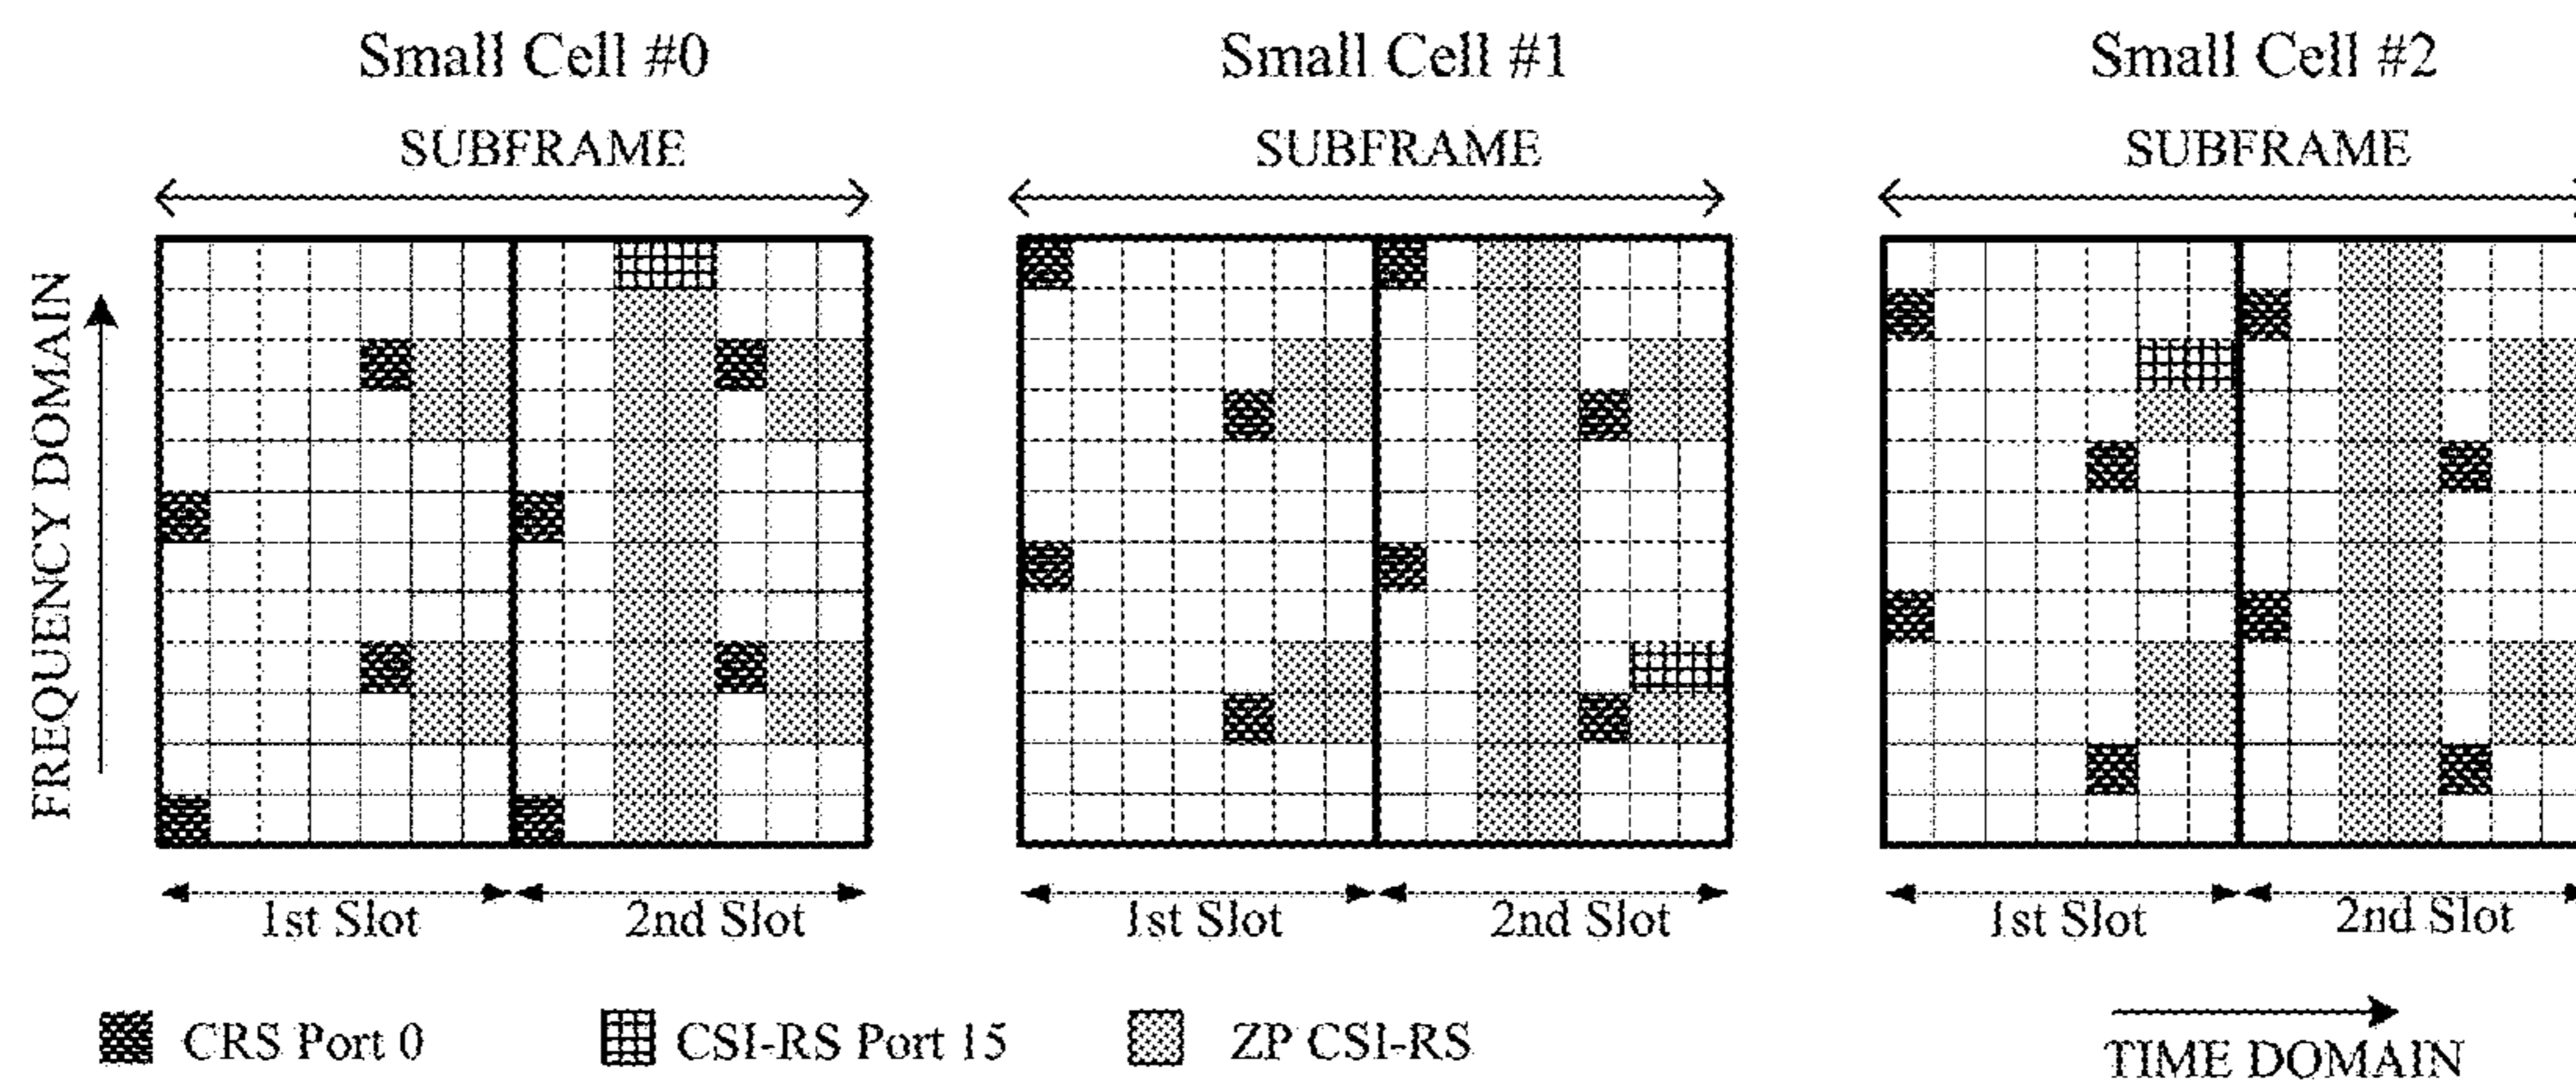 Small Cell #0
Small Cell #1
Small Cell #2
SUBFRAME
SUBFRAME
SUBFRAME
FREQUENCY DOMAIN
1st Slot
2nd Slot
1st Slot
2nd Slot
1st Slot
2nd Slot
CRS Port 0
CSI-RS Port 15
ZP CSI-RS
TIME DOMAIN